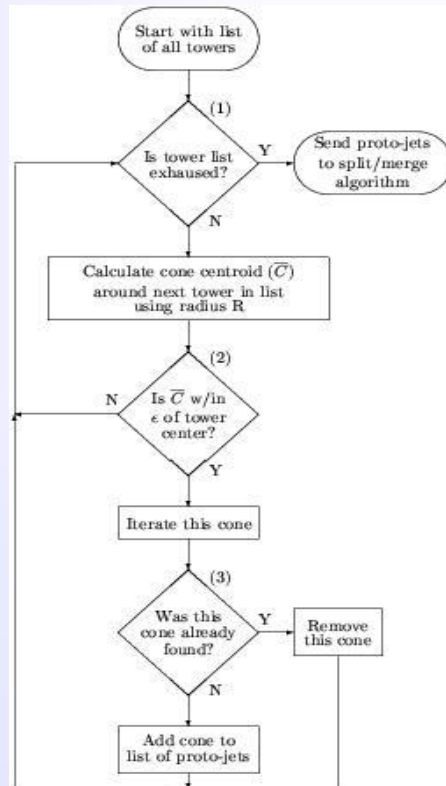 Start with list
of all towers
(1)
Is tower list
exhaused?
Y
Send proto-jets
to split/merge
algorithm
N
Calculate cone centroid (C̅)
around next tower in list
using radius R
(2)
Is C̅ w/in
ϵ of tower
center?
N
Y
Iterate this cone
(3)
Was this
cone already
found?
Y
Remove
this cone
N
Add cone to
list of proto-jets